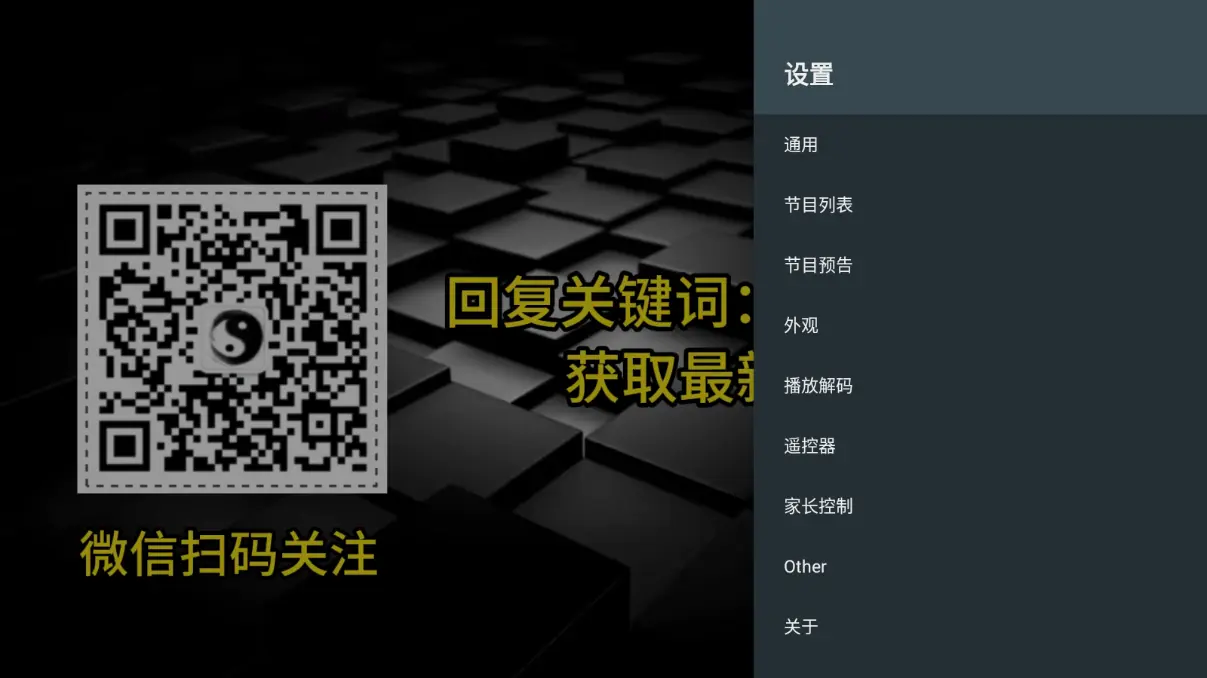 回复关键词：
获取最
微信扫码关注
设置
通用
节目列表
节目预告
外观
播放解码
遥控器
家长控制
Other
关于